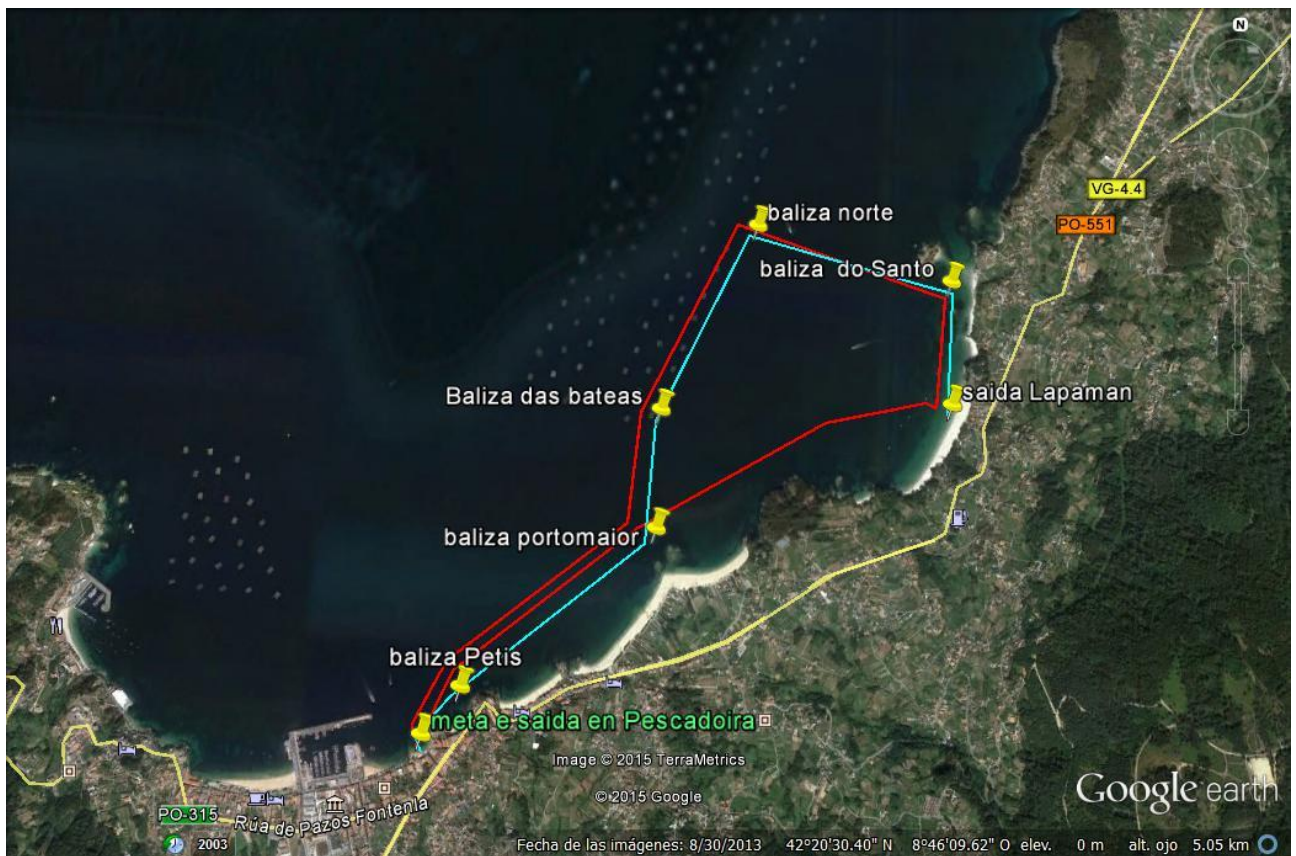 N
VG-4.4
baliza norte
PO-551
baliza  do Santo
saida Lapaman
Baliza das bateas
baliza portomaior
baliza Petis
meta e saida en Pescadoira
Image © 2015 TerraMetrics
© 2015 Google
Google earth
PO-315
Rúa de Pazos Fontenla
2003
Fecha de las imágenes: 8/30/2013 42°20'30.40" N 8°46'09.62" O elev. 0 m alt. ojo 5.05 km